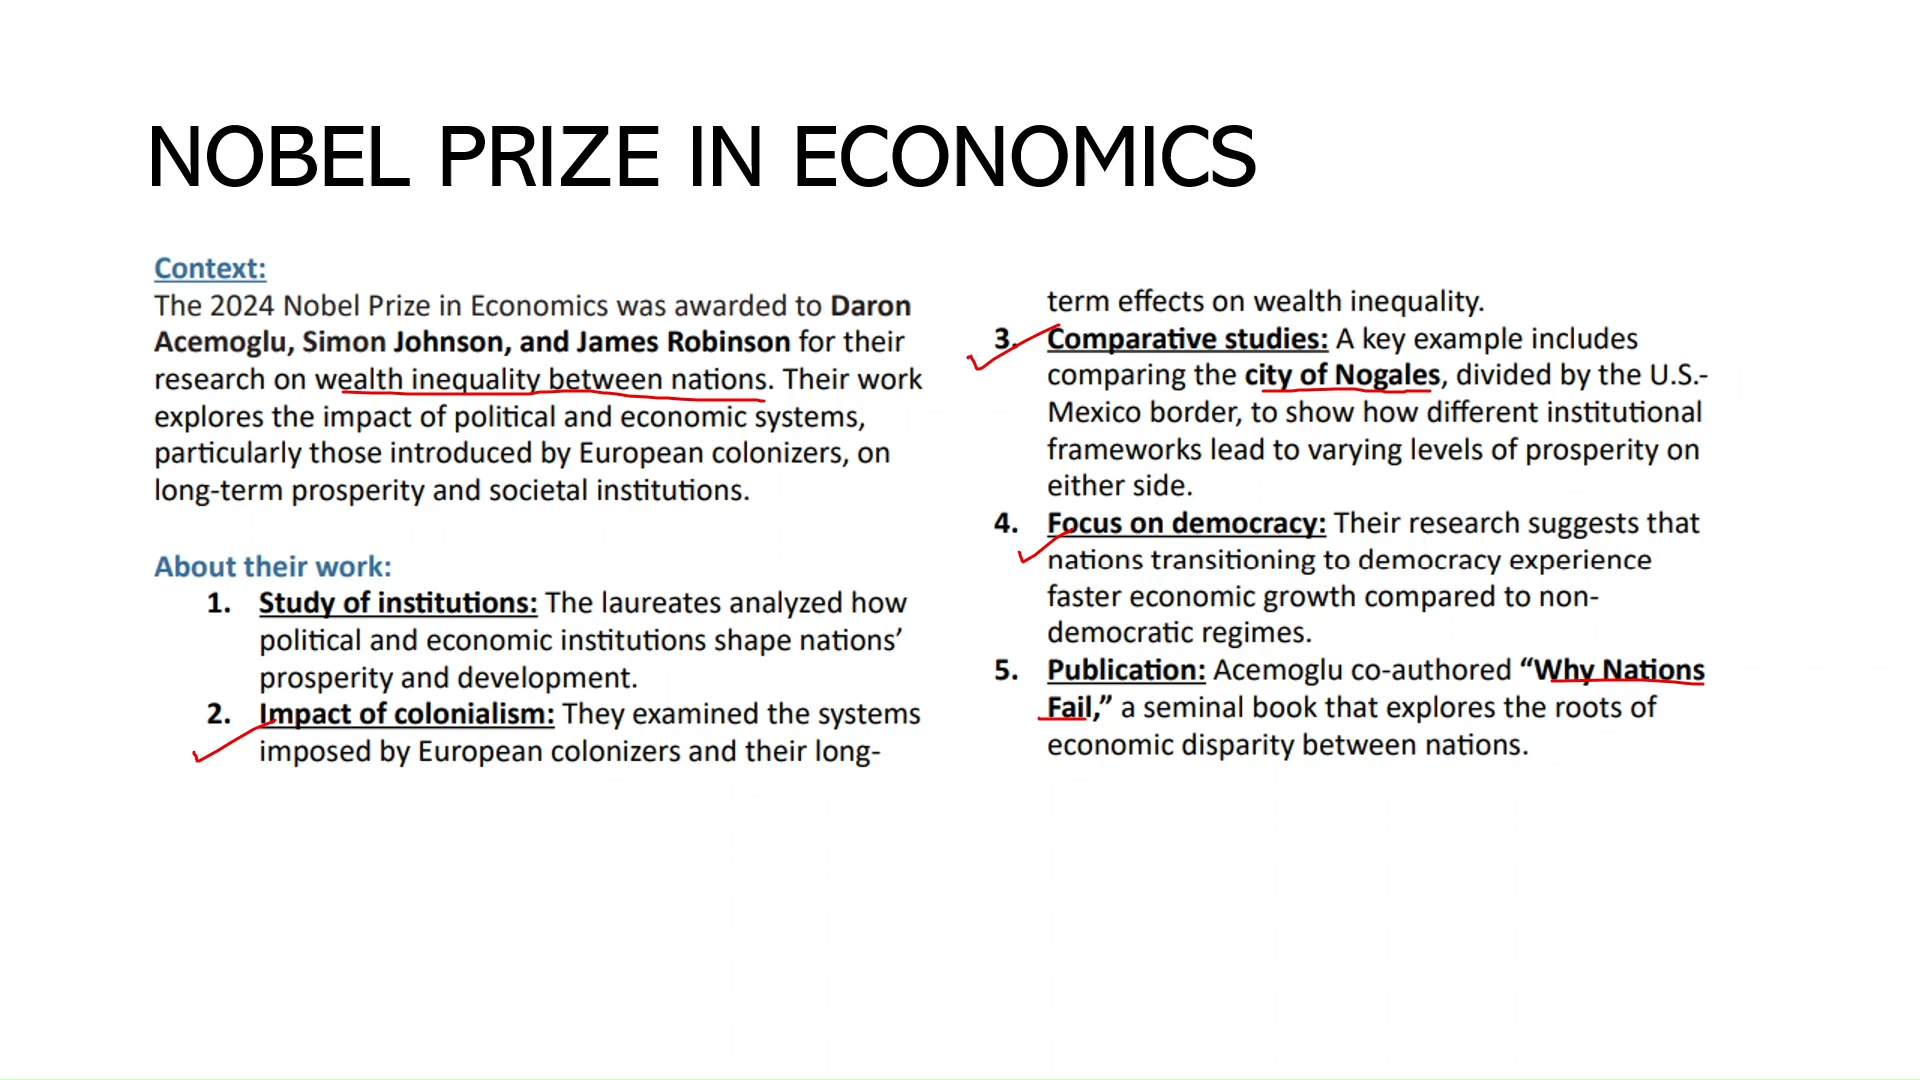 NOBEL PRIZE IN ECONOMICS
Context:
The 2024 Nobel Prize in Economics was awarded to Daron
Acemoglu, Simon Johnson, and James Robinson for their
research on wealth inequality between nations. Their work
explores the impact of political and economic systems,
particularly those introduced by European colonizers, on
long-term prosperity and societal institutions.
About their work:
1. Study of institutions: The laureates analyzed how
political and economic institutions shape nations’
prosperity and development.
2. Impact of colonialism: They examined the systems
imposed by European colonizers and their long-
term effects on wealth inequality.
3. Comparative studies: A key example includes
comparing the city of Nogales, divided by the U.S.-
Mexico border, to show how different institutional
frameworks lead to varying levels of prosperity on
either side.
4. Focus on democracy: Their research suggests that
nations transitioning to democracy experience
faster economic growth compared to non-
democratic regimes.
5. Publication: Acemoglu co-authored “Why Nations
Fail,” a seminal book that explores the roots of
economic disparity between nations.